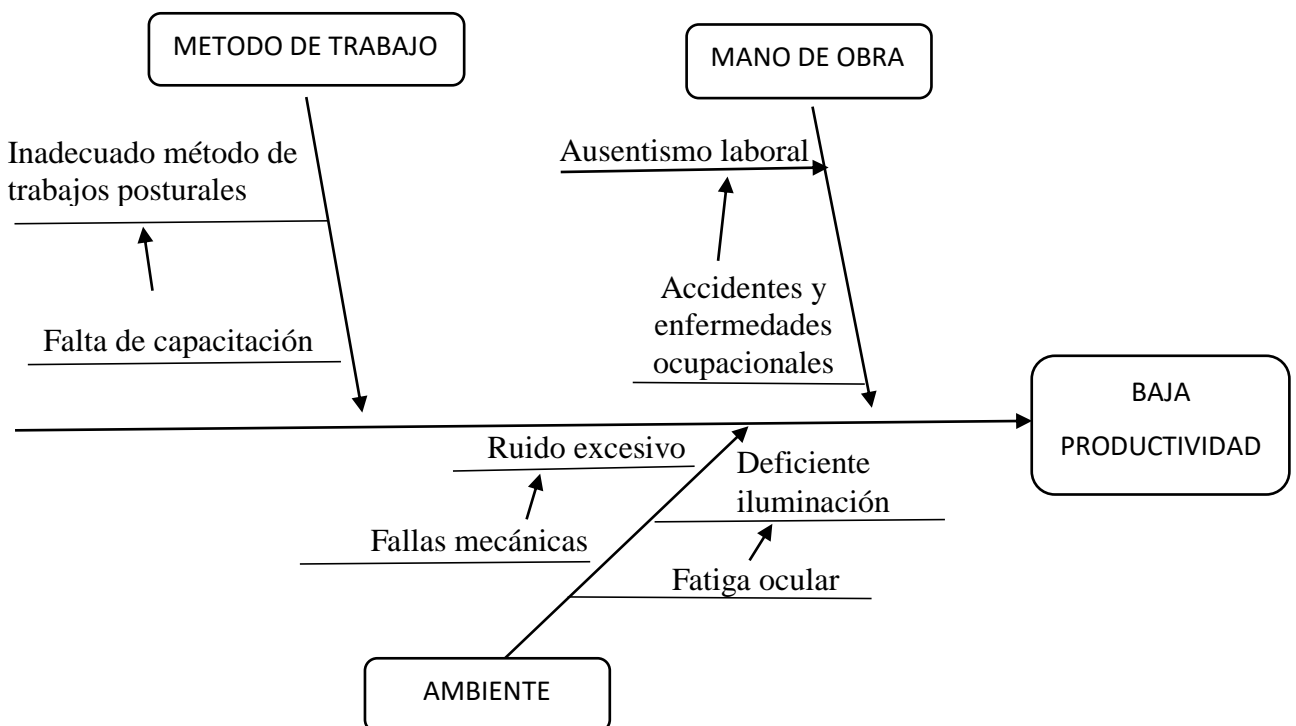 METODO DE TRABAJO
MANO DE OBRA
Inadecuado método de
trabajos posturales
Ausentismo laboral
Accidentes y
enfermedades
ocupacionales
Falta de capacitación
BAJA
PRODUCTIVIDAD
Ruido excesivo
Deficiente
iluminación
Fallas mecánicas
Fatiga ocular
AMBIENTE